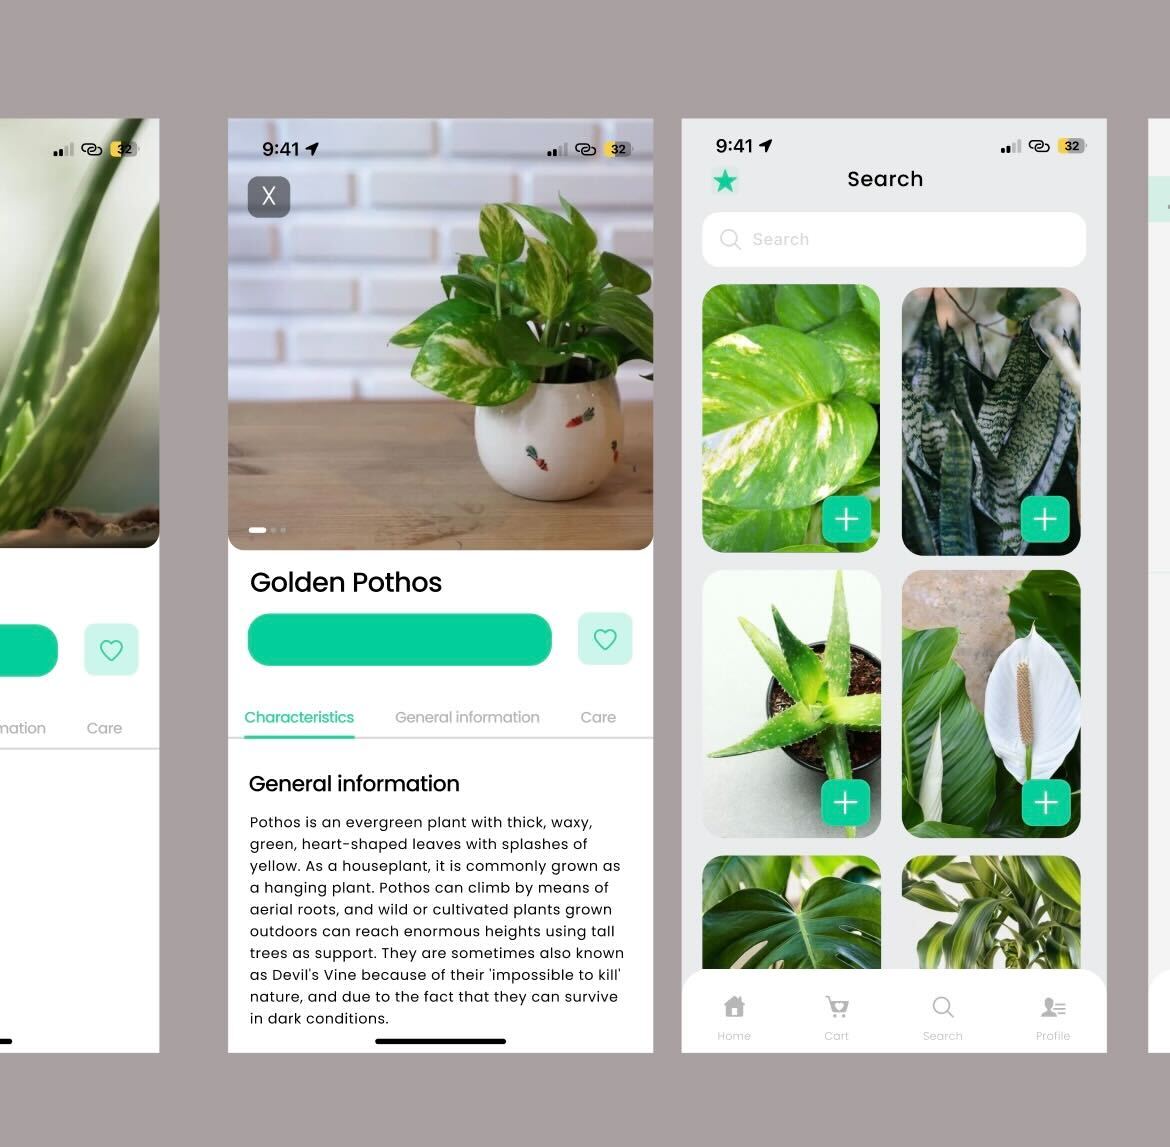 32
mation
Care
9:41
32
X
Golden Pothos
Characteristics
General information
Care
General information
Pothos is an evergreen plant with thick, waxy,
green, heart-shaped leaves with splashes of
yellow. As a houseplant, it is commonly grown as
a hanging plant. Pothos can climb by means of
aerial roots, and wild or cultivated plants grown
outdoors can reach enormous heights using tall
trees as support. They are sometimes also known
as Devil's Vine because of their 'impossible to kill'
nature, and due to the fact that they can survive
in dark conditions.
9:41
32
Search
Search
Home
Cart
Search
Profile